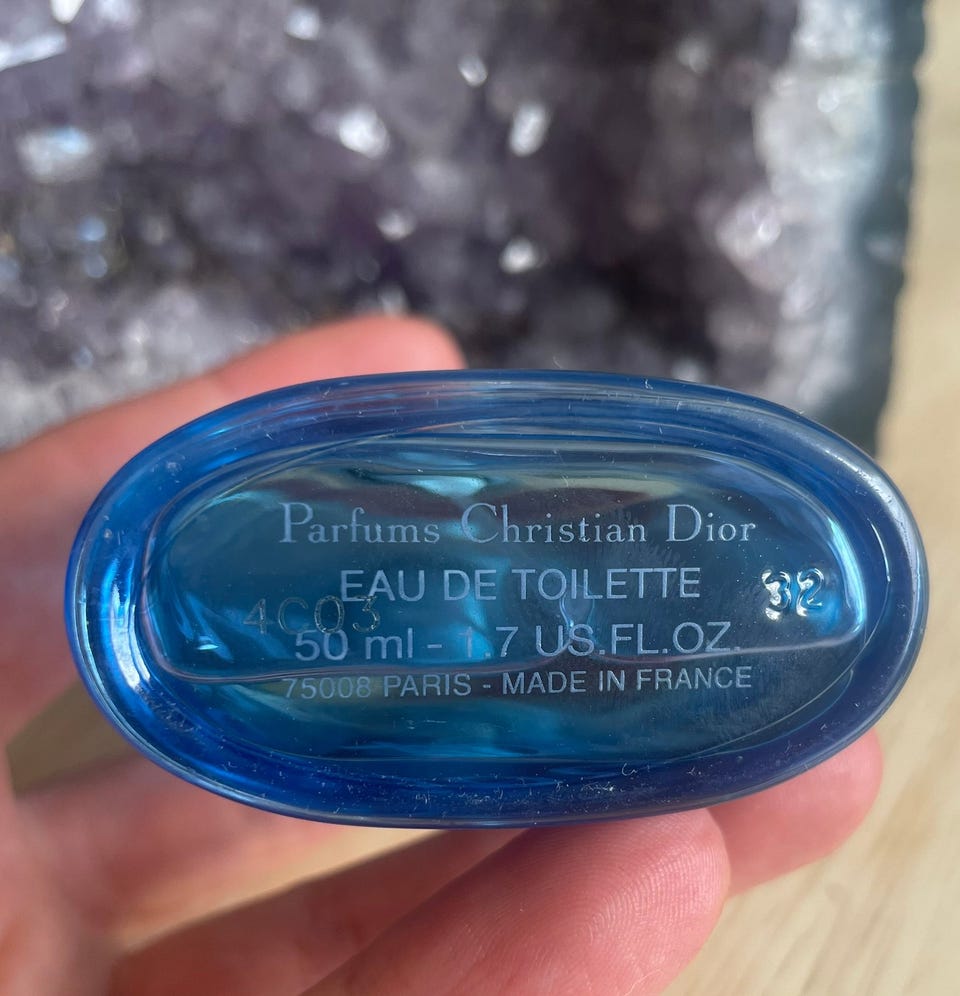 Parfums Christian Dior
EAU DE TOILETTE
32
4C03
50 ml - 1.7 US.FL.OZ.
75008 PARIS - MADE IN FRANCE